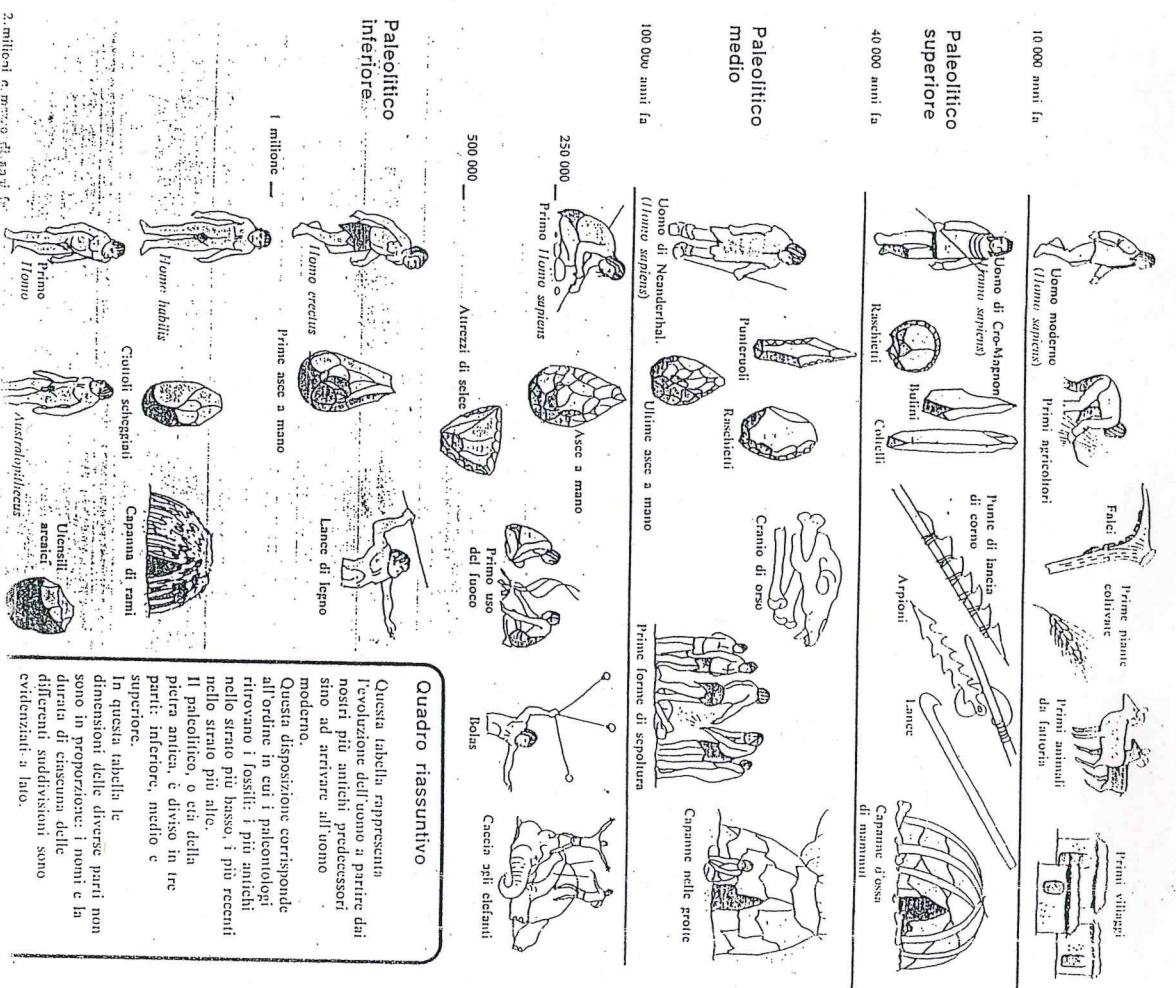 10 000 anni fa
Uomo moderno
(Homo sapiens)
Primi agricoltori
Falci
Prime piante
coltivate
Primi animali
da fattoria
Primi villaggi
Paleolitico
superiore
40 000 anni fa
Uomo di Cro-Magnon
(Homo sapiens)
Raschietti
Bulini
Coltelli
Punte di lancia
di corno
Arpioni
Lance
Capanne d'ossa
di mammut
Paleolitico
medio
100 000 anni fa
Uomo di Neanderthal
(Homo sapiens)
Punteruoli
Ultime asce a mano
Raschietti
Cranio di orso
Prime forme di sepoltura
Capanne nelle grotte
250 000
Primo Homo sapiens
Asce a mano
500 000
Attrezzi di selce
Primo uso
del fuoco
Bolas
Caccia agli elefanti
Paleolitico
inferiore
Homo erectus
Prime asce a mano
Lance di legno
1 milione
Homo habilis
Ciottoli scheggiati
Capanna di rami
Primo
Homo
Australopithecus
Utensili
arcaici
2 milioni e mezzo di anni fa
Quadro riassuntivo
Questa tabella rappresenta
l'evoluzione dell'uomo a partire dai
nostri più antichi predecessori
sino ad arrivare all'uomo
moderno.
Questa disposizione corrisponde
all'ordine in cui i paleontologi
ritrovano i fossili: i più antichi
nello strato più basso, i più recenti
nello strato più alto.
Il paleolitico, o età della
pietra antica, è diviso in tre
parti: inferiore, medio e
superiore.
In questa tabella le
dimensioni delle diverse parti non
sono in proporzione: i nomi e la
durata di ciascuna delle
differenti suddivisioni sono
evidenziati a lato.